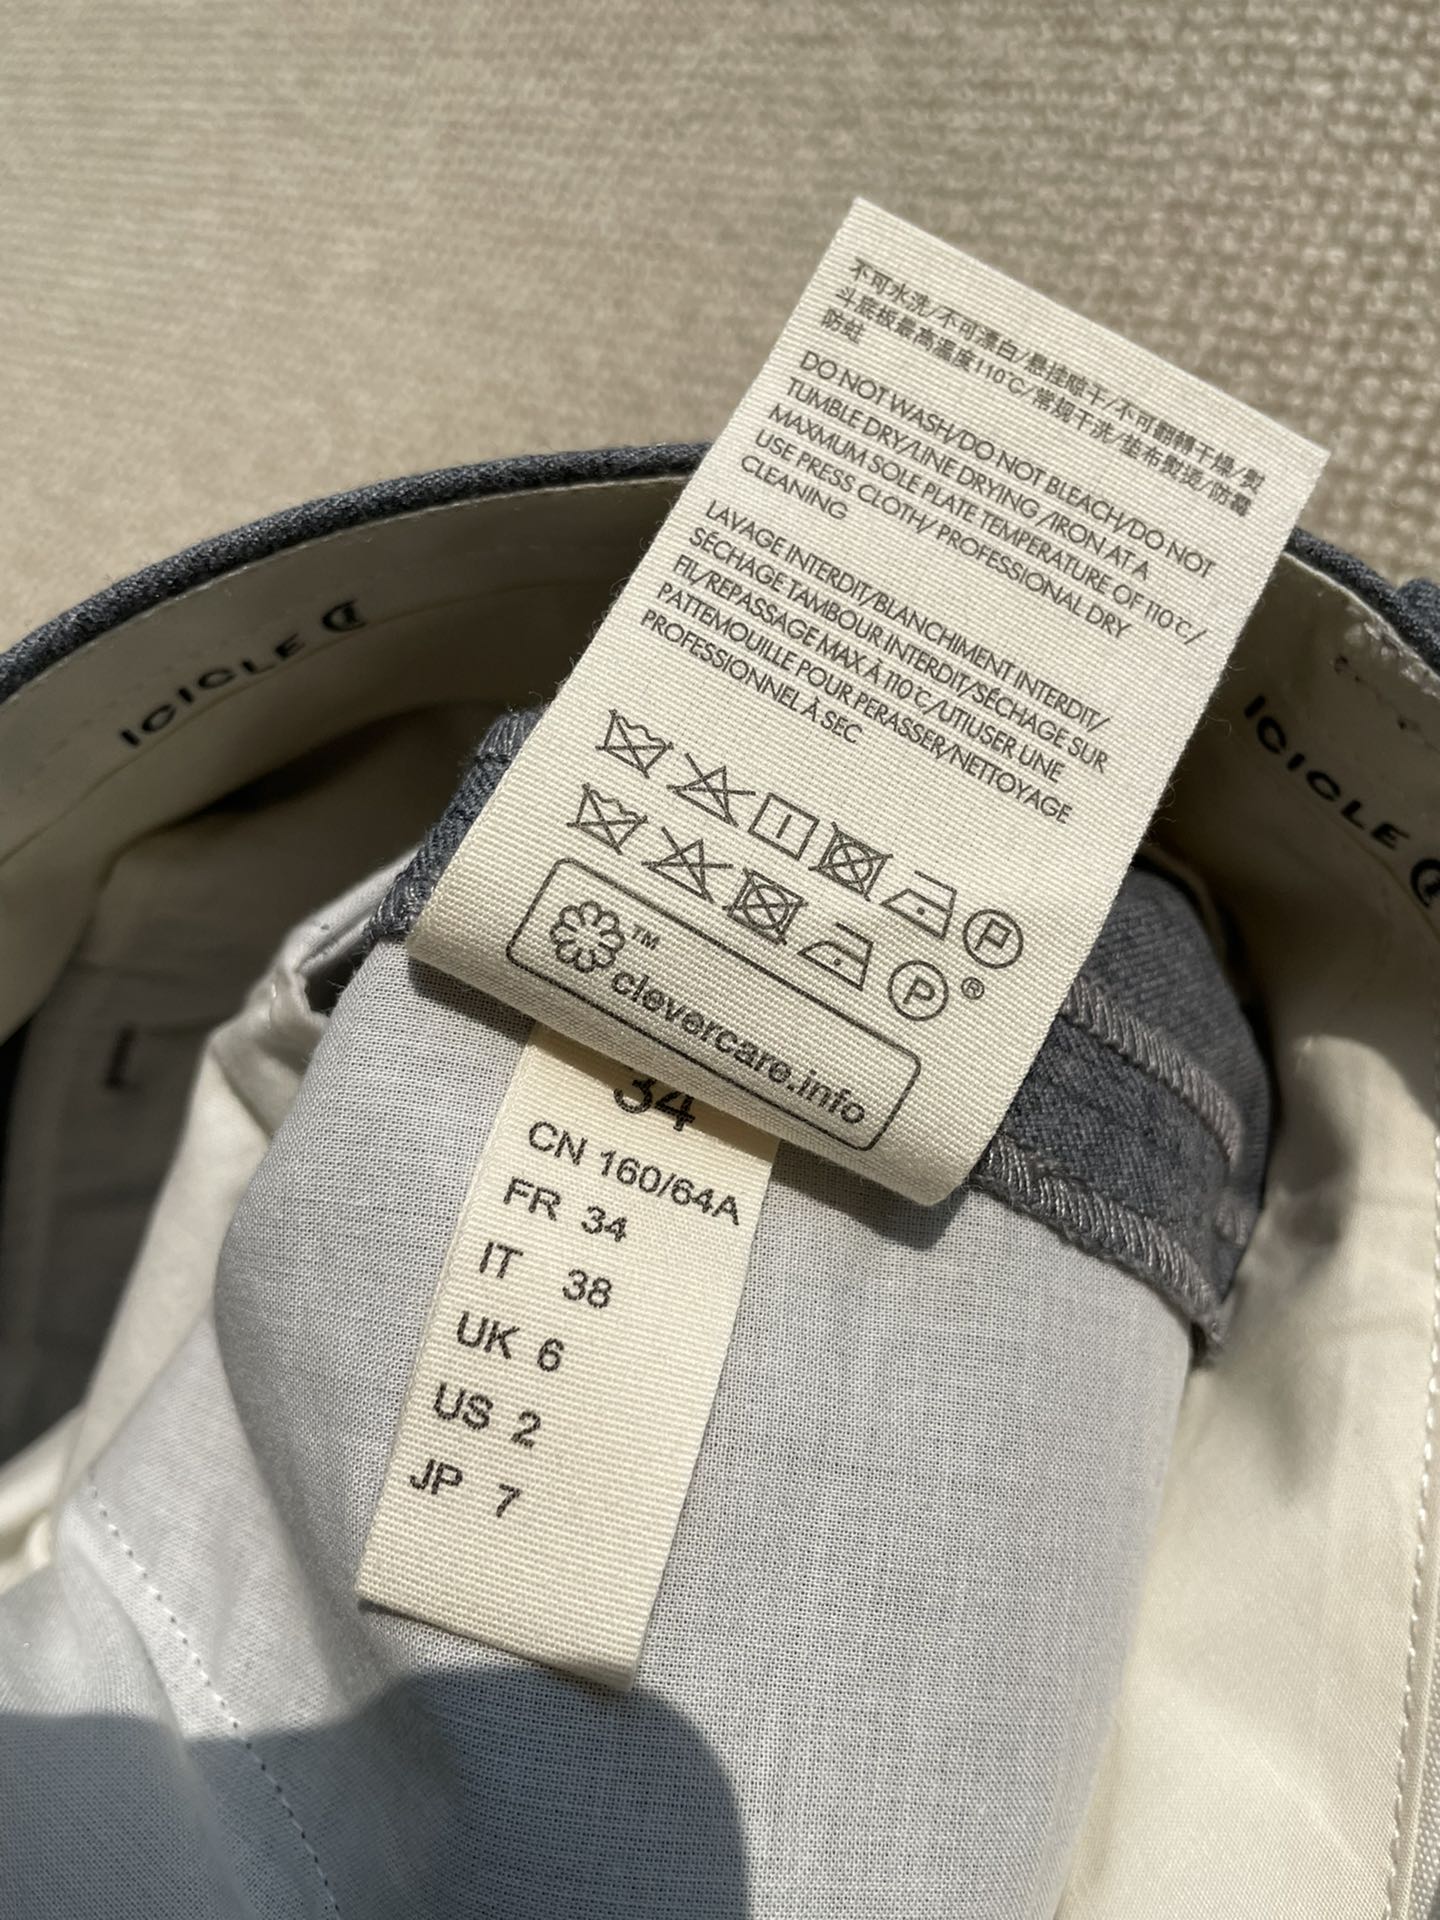 不可水洗/不可漂白/悬挂晾干/不可翻轉干燥/熨
斗底板最高温度110℃/常规干洗/垫布熨烫/防霉
防蛀
DO NOT WASH/DO NOT BLEACH/DO NOT
TUMBLE DRY/LINE DRYING /IRON AT A
MAXMUM SOLE PLATE TEMPERATURE OF 110℃/
USE PRESS CLOTH/ PROFESSIONAL DRY
CLEANING
LAVAGE INTERDIT/BLANCHIMENT INTERDIT/
SÉCHAGE TAMBOUR INTERDIT/SÉCHAGE SUR
FIL/REPASSAGE MAX À 110℃/UTIUSER UNE
PATTEMOUILLE POUR PERASSER/NETTOYAGE
PROFESSIONNEL À SEC
P
P ®
™
clevercare.info
ICICLE
ICICLE
34
CN 160/64A
FR 34
IT 38
UK 6
US 2
JP 7